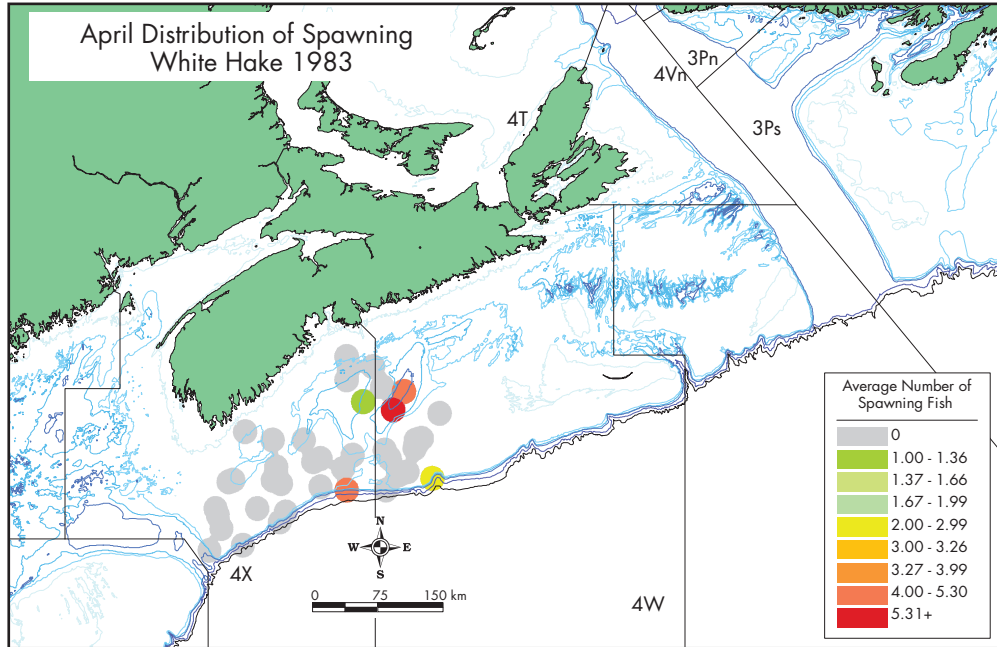 April Distribution of Spawning
White Hake 1983
3Pn
4Vn
4T
3Ps
Average Number of
Spawning Fish
0
1.00 - 1.36
1.37 - 1.66
1.67 - 1.99
2.00 - 2.99
3.00 - 3.26
3.27 - 3.99
4.00 - 5.30
5.31+
N
W E
S
4X
0 75 150 km
4W